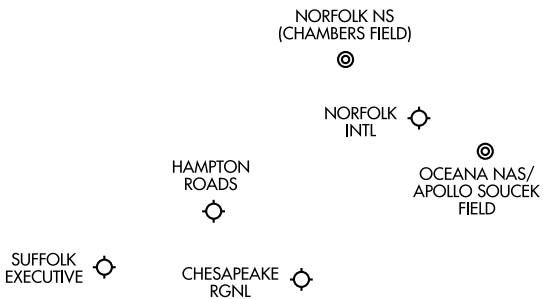 NORFOLK NS
(CHAMBERS FIELD)
NORFOLK
INTL
OCEANA NAS/
APOLLO SOUCEK
FIELD
HAMPTON
ROADS
SUFFOLK
EXECUTIVE
CHESAPEAKE
RGNL